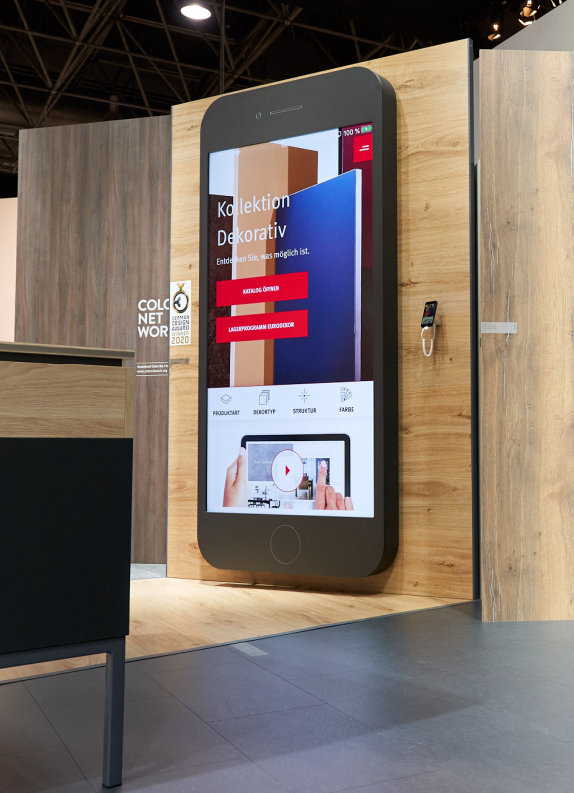 100 %
Kollektion
Dekorativ
Entdecken Sie, was möglich ist.
KATALOG ÖFFNEN
LAGERPROGRAMM EURODEKOR
PRODUKTART
DEKORTYP
STRUKTUR
FARBE
COLO
NET
WOR
GERMAN
DESIGN
AWARD
WINNER
2020